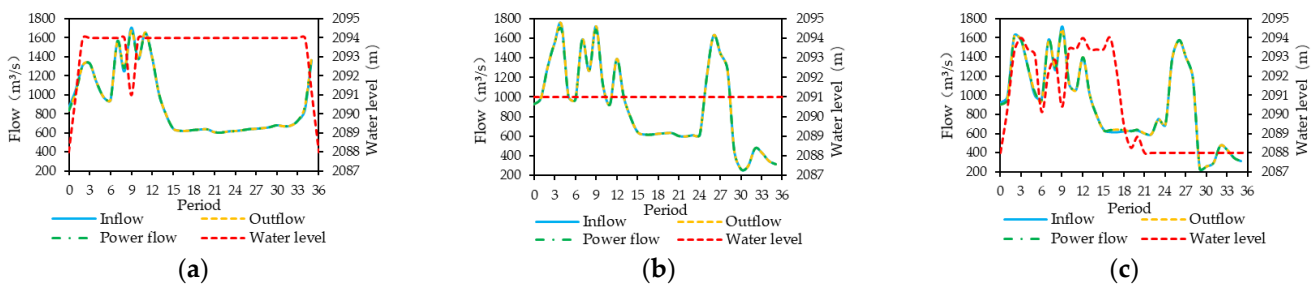 1800 2095
1600 2094
1400 2093
1200 2092
1000 2091
800 2090
600 2089
400 2088
200 2087
Flow (m³/s)
Water level (m)
0 3 6 9 12 15 18 21 24 27 30 33 36
Period
Inflow Outflow
Power flow Water level
(a)
1800 2095
1600 2094
1400 2093
1200 2092
1000 2091
800 2090
600 2089
400 2088
200 2087
Flow (m³/s)
Water level (m)
0 3 6 9 12 15 18 21 24 27 30 33 36
Period
Inflow Outflow
Power flow Water level
(b)
1800 2095
1600 2094
1400 2093
1200 2092
1000 2091
800 2090
600 2089
400 2088
200 2087
Flow (m³/s)
Water level (m)
0 3 6 9 12 15 18 21 24 27 30 33 36
Period
Inflow Outflow
Power flow Water level
(c)